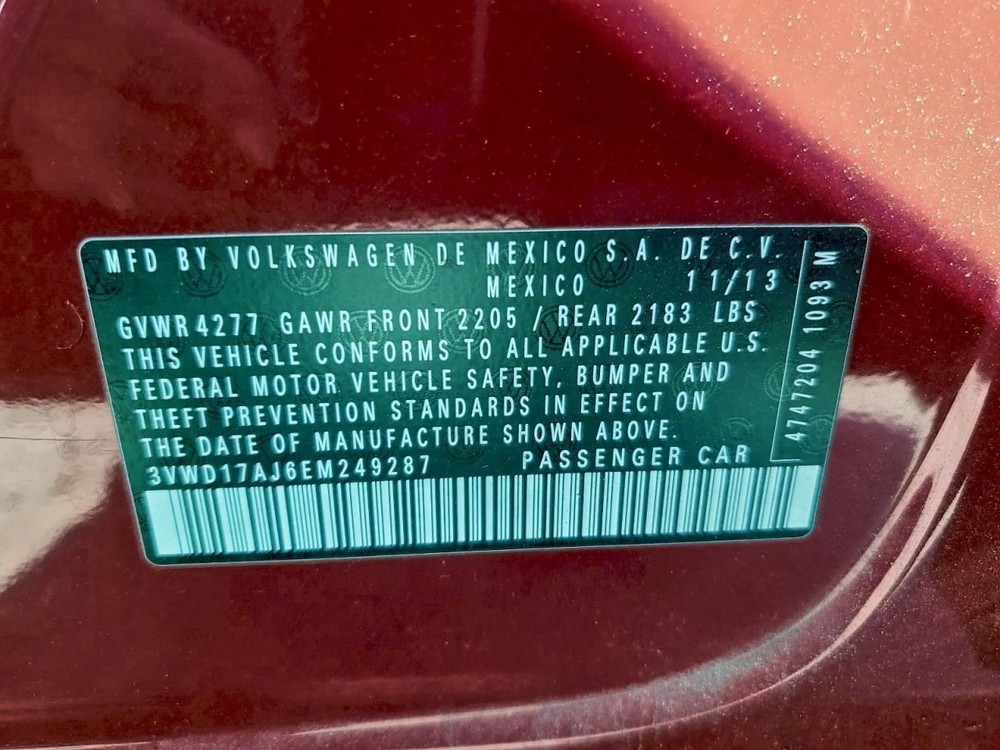 MFD BY VOLKSWAGEN DE MEXICO S.A. DE C.V.
MEXICO 11/13
GVWR 4277 GAWR FRONT 2205 / REAR 2183 LBS
THIS VEHICLE CONFORMS TO ALL APPLICABLE U.S.
FEDERAL MOTOR VEHICLE SAFETY, BUMPER AND
THEFT PREVENTION STANDARDS IN EFFECT ON
THE DATE OF MANUFACTURE SHOWN ABOVE.
3VWD17AJ6EM249287 PASSENGER CAR
4747204 1093 M